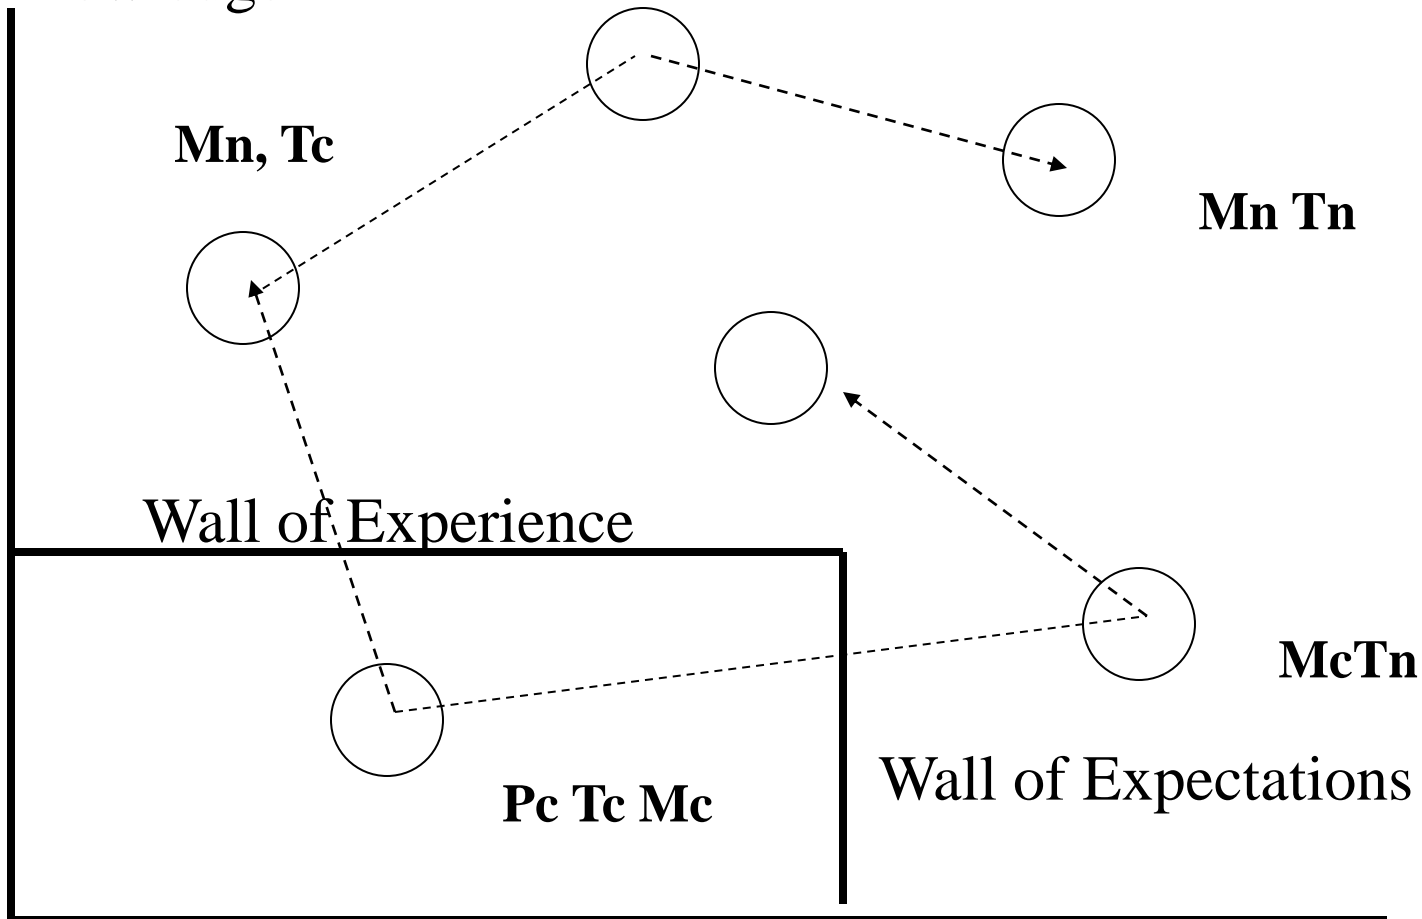 Mn, Tc
Mn Tn
Wall of Experience
McTn
Wall of Expectations
Pc Tc Mc